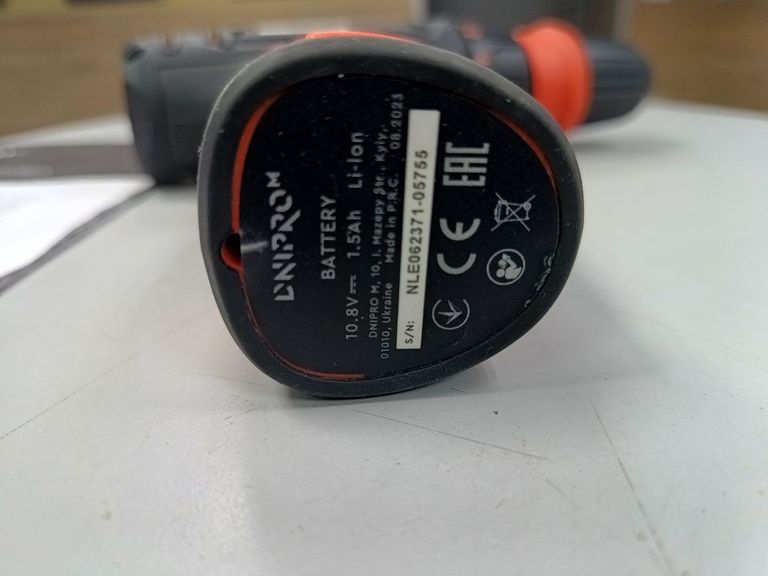 DNIPRO M
BATTERY
10.8V 1.5Ah Li-Ion
DNIPRO M, 10, I. Mazepy Str., Kyiv,
01010, Ukraine Made in P.R.C. 08.2023
S/N: NLE062371-05755
CE EAC